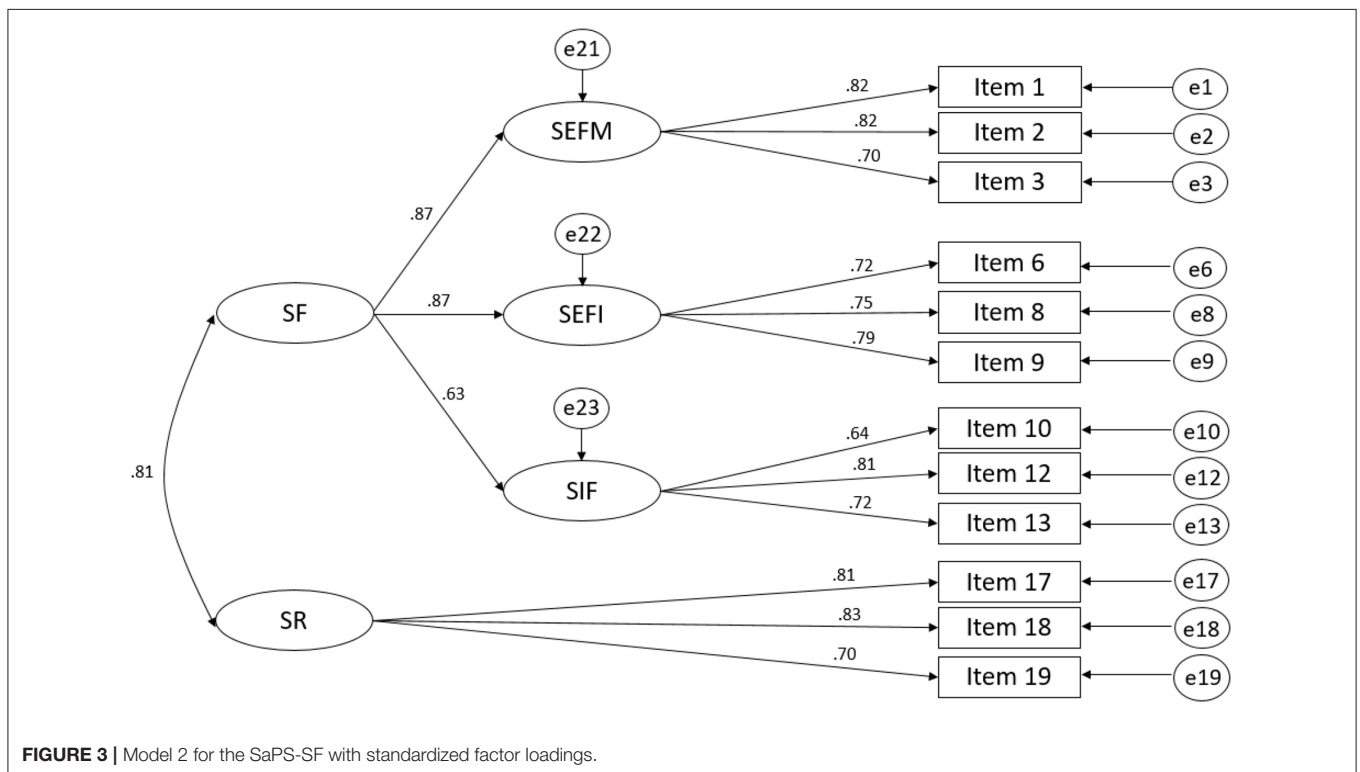 e21
SEFM
.82
Item 1
e1
.82
Item 2
e2
.70
Item 3
e3
.87
e22
SF
.87
SEFI
.72
Item 6
e6
.75
Item 8
e8
.79
Item 9
e9
.63
e23
SIF
.64
Item 10
e10
.81
Item 12
e12
.72
Item 13
e13
.81
SR
.81
Item 17
e17
.83
Item 18
e18
.70
Item 19
e19
FIGURE 3 | Model 2 for the SaPS-SF with standardized factor loadings.